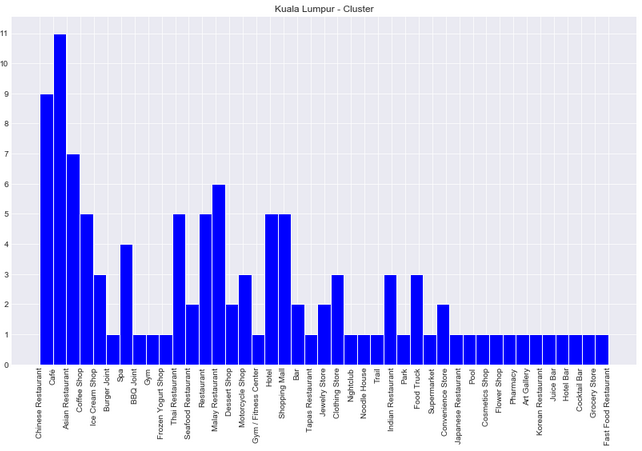 Kuala Lumpur - Cluster
11
10
9
8
7
6
5
4
3
2
1
0
Chinese Restaurant
Café
Asian Restaurant
Coffee Shop
Ice Cream Shop
Burger Joint
Spa
BBQ Joint
Gym
Frozen Yogurt Shop
Thai Restaurant
Seafood Restaurant
Restaurant
Malay Restaurant
Dessert Shop
Motorcycle Shop
Gym / Fitness Center
Hotel
Shopping Mall
Bar
Tapas Restaurant
Jewelry Store
Clothing Store
Nightclub
Noodle House
Trail
Indian Restaurant
Park
Food Truck
Supermarket
Convenience Store
Japanese Restaurant
Pool
Cosmetics Shop
Flower Shop
Pharmacy
Art Gallery
Korean Restaurant
Juice Bar
Hotel Bar
Cocktail Bar
Grocery Store
Fast Food Restaurant